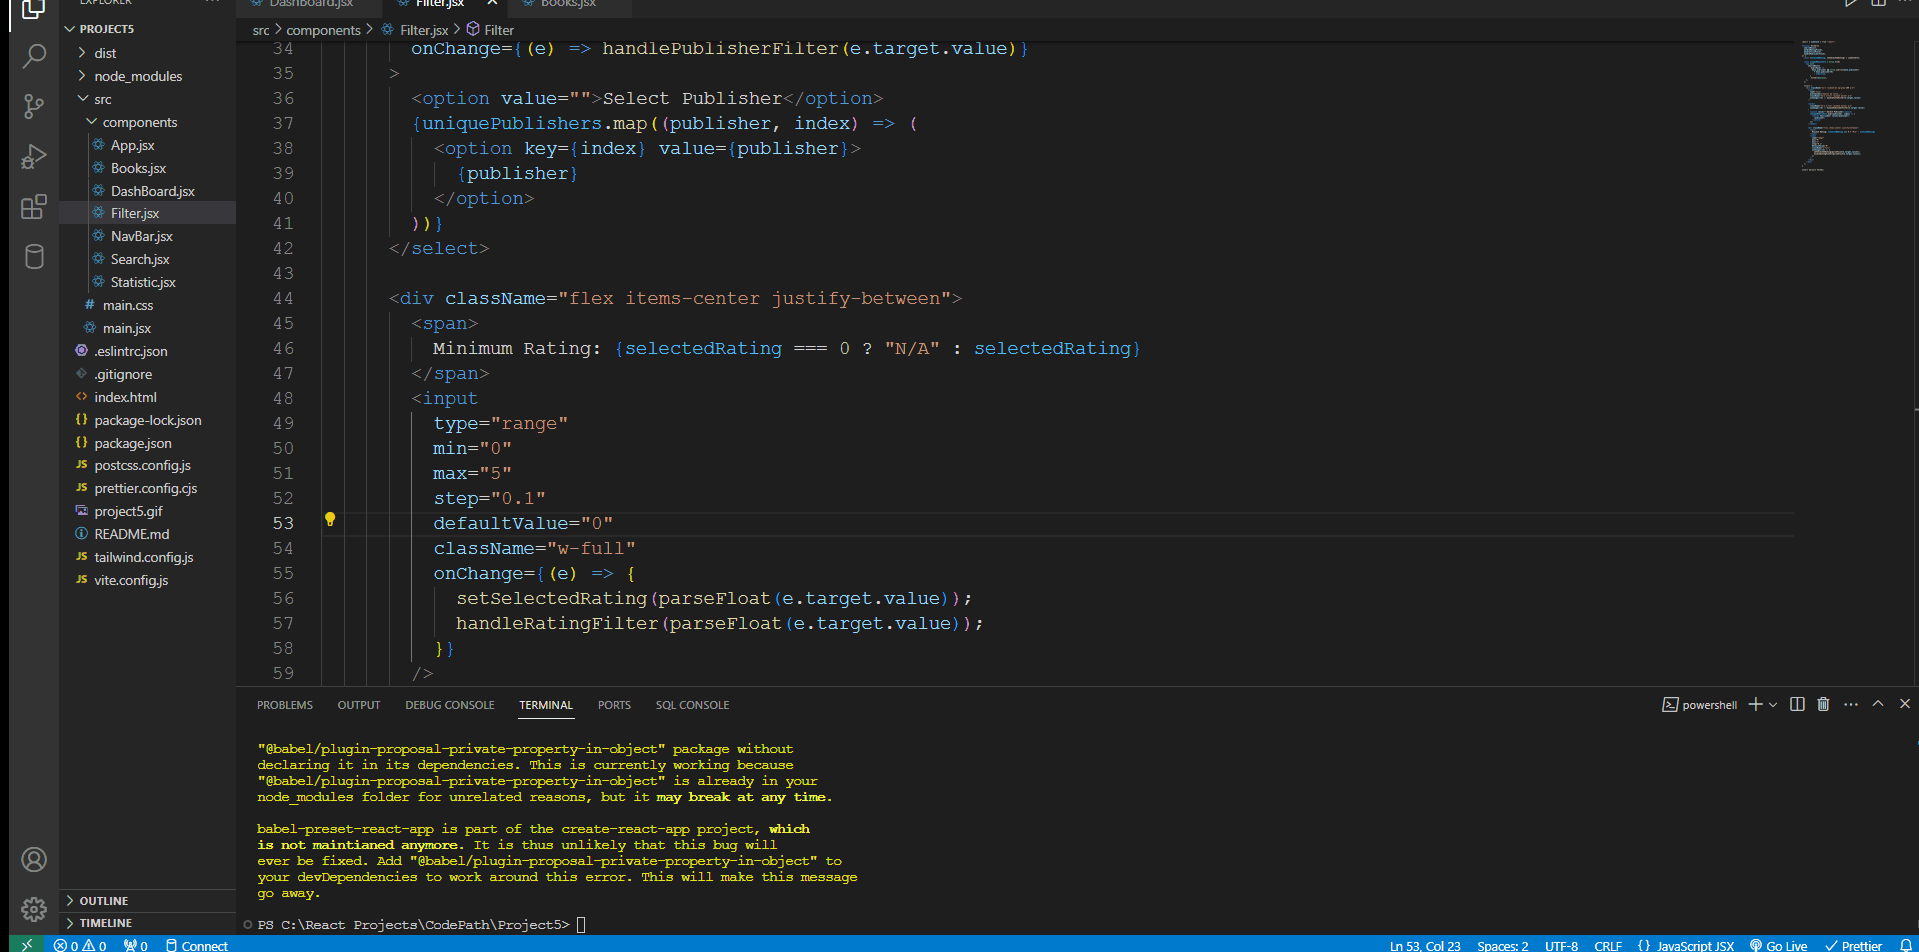 EXPLORER
DashBoard.jsx
Filter.jsx
Books.jsx
PROJECT5
dist
node_modules
src
components
App.jsx
Books.jsx
DashBoard.jsx
Filter.jsx
NavBar.jsx
Search.jsx
Statistic.jsx
# main.css
main.jsx
.eslintrc.json
.gitignore
<> index.html
{} package-lock.json
{} package.json
JS postcss.config.js
JS prettier.config.cjs
project5.gif
README.md
JS tailwind.config.js
JS vite.config.js
OUTLINE
TIMELINE
src > components > Filter.jsx > Filter
34 onChange={(e) => handlePublisherFilter(e.target.value)}
35 >
36 <option value="">Select Publisher</option>
37 {uniquePublishers.map((publisher, index) => (
38 <option key={index} value={publisher}>
39 {publisher}
40 </option>
41 ))}
42 </select>
43
44 <div className="flex items-center justify-between">
45 <span>
46 Minimum Rating: {selectedRating === 0 ? "N/A" : selectedRating}
47 </span>
48 <input
49 type="range"
50 min="0"
51 max="5"
52 step="0.1"
53 defaultValue="0"
54 className="w-full"
55 onChange={(e) => {
56 setSelectedRating(parseFloat(e.target.value));
57 handleRatingFilter(parseFloat(e.target.value));
58 }}
59 />
PROBLEMS OUTPUT DEBUG CONSOLE TERMINAL PORTS SQL CONSOLE
powershell
"@babel/plugin-proposal-private-property-in-object" package without
declaring it in its dependencies. This is currently working because
"@babel/plugin-proposal-private-property-in-object" is already in your
node_modules folder for unrelated reasons, but it may break at any time.
babel-preset-react-app is part of the create-react-app project, which
is not maintianed anymore. It is thus unlikely that this bug will
ever be fixed. Add "@babel/plugin-proposal-private-property-in-object" to
your devDependencies to work around this error. This will make this message
go away.
PS C:\React Projects\CodePath\Project5>
0 0 0 Connect
Ln 53, Col 23 Spaces: 2 UTF-8 CRLF {} JavaScript JSX Go Live Prettier